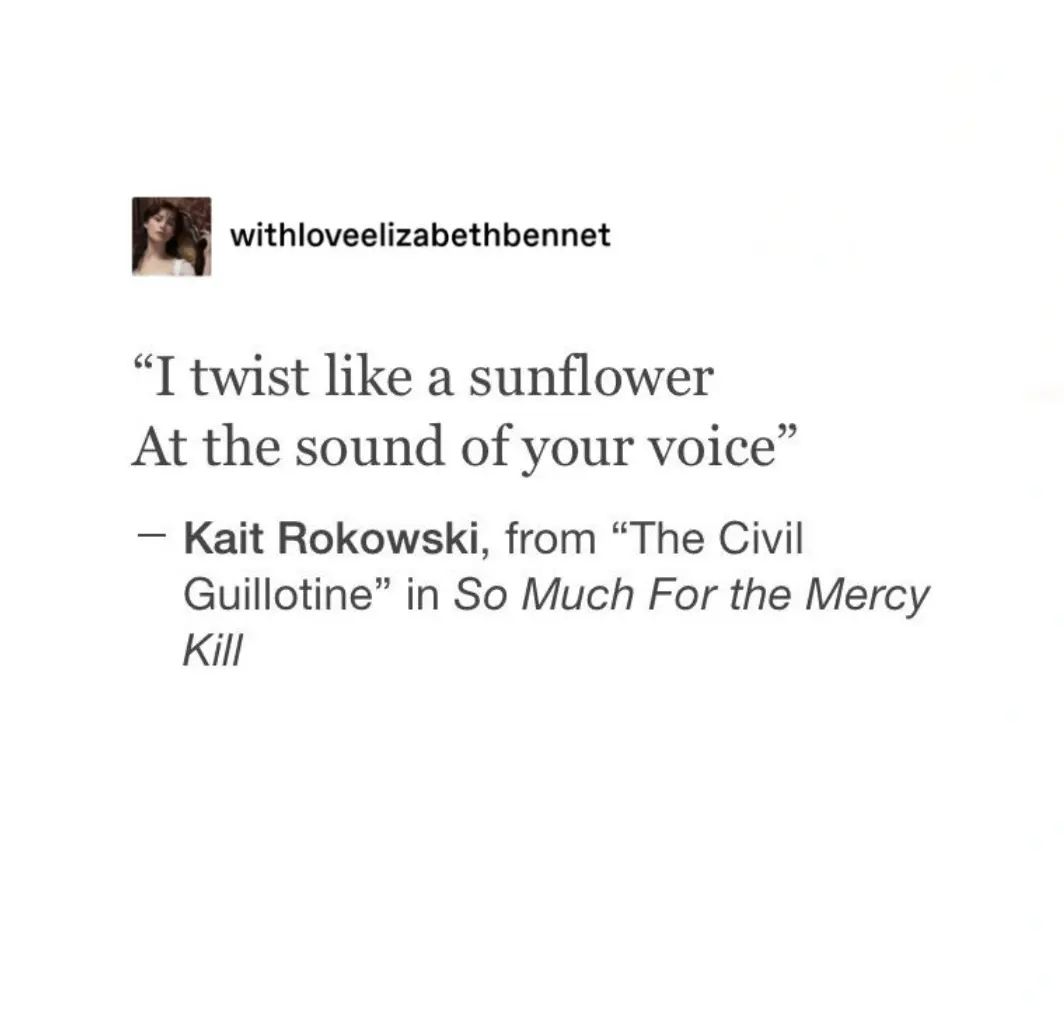 withloveelizabethbennet
“I twist like a sunflower
At the sound of your voice”
— Kait Rokowski, from “The Civil
Guillotine” in So Much For the Mercy
Kill